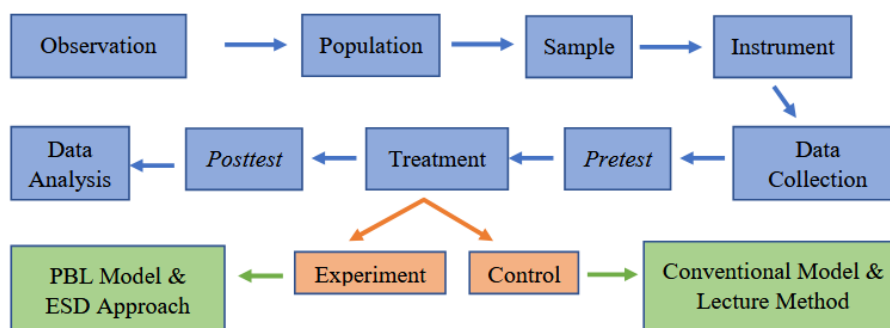 Observation
Population
Sample
Instrument
Data
Analysis
Posttest
Treatment
Pretest
Data
Collection
PBL Model &
ESD Approach
Experiment
Control
Conventional Model &
Lecture Method